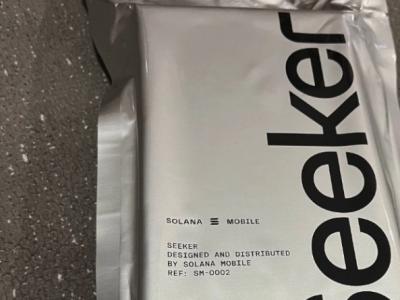 seeker
SOLANA MOBILE
SEEKER
DESIGNED AND DISTRIBUTED
BY SOLANA MOBILE
REF: SM-0002